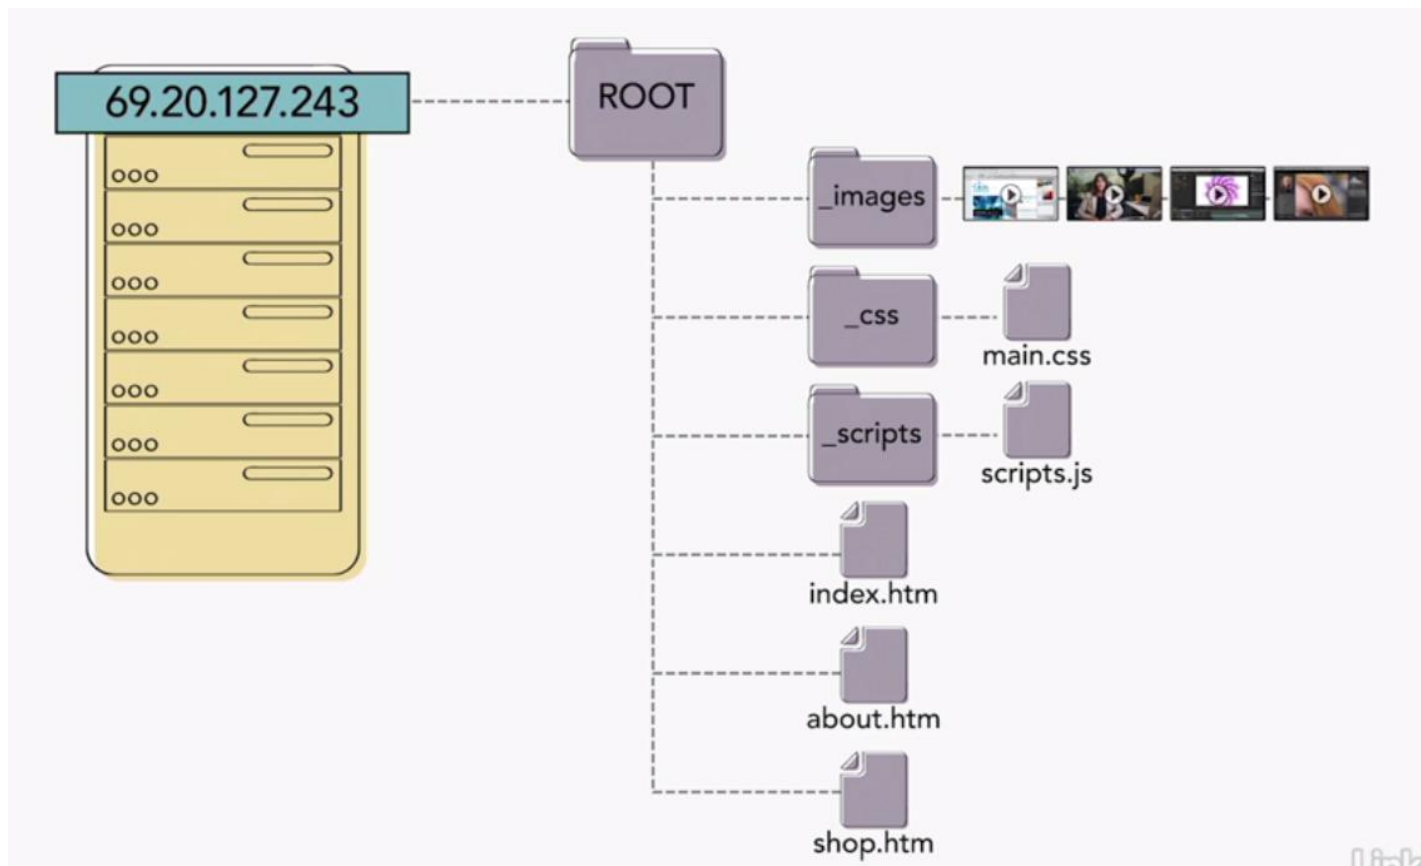 69.20.127.243
ROOT
_images
_css
main.css
_scripts
scripts.js
index.htm
about.htm
shop.htm